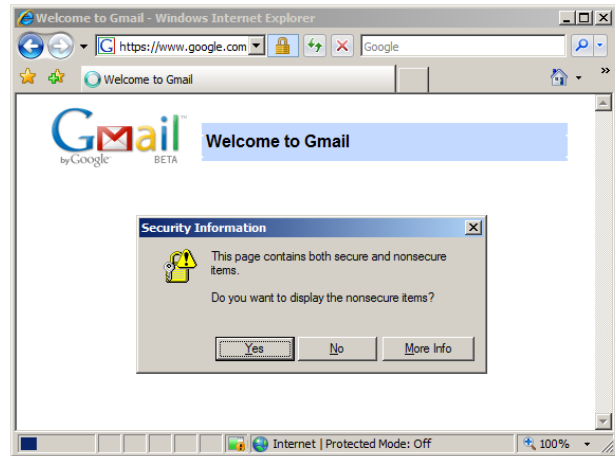 Welcome to Gmail - Windows Internet Explorer
https://www.google.com
Google
Welcome to Gmail
»
Gmail™
by Google BETA
Welcome to Gmail
Security Information
This page contains both secure and nonsecure
items.
Do you want to display the nonsecure items?
Yes
No
More Info
Internet | Protected Mode: Off
100%